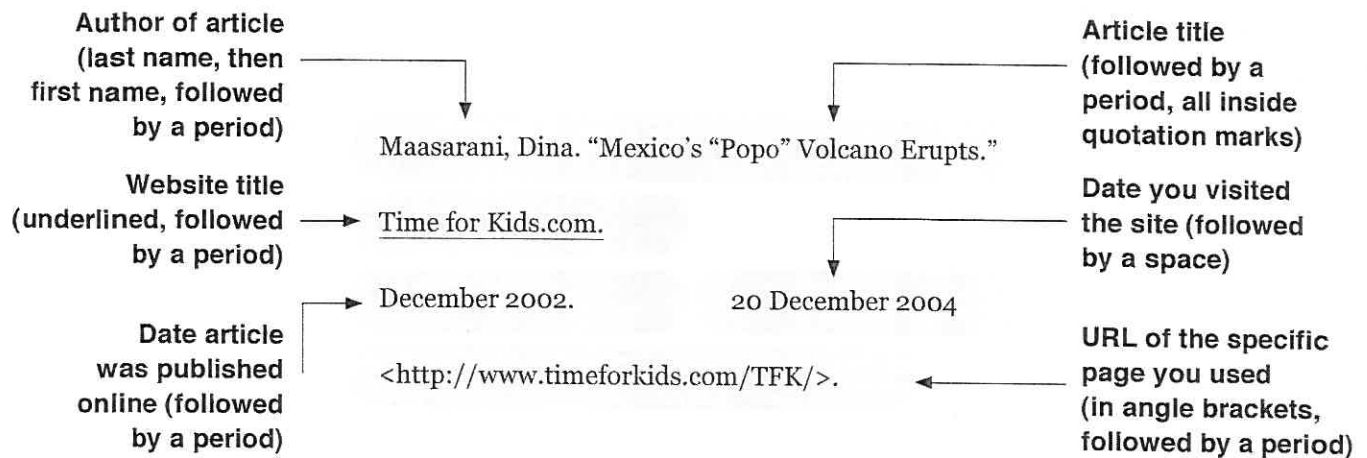 Author of article
(last name, then
first name, followed
by a period)
Article title
(followed by a
period, all inside
quotation marks)
Maasarani, Dina. “Mexico’s “Popo” Volcano Erupts.”
Website title
(underlined, followed
by a period)
Time for Kids.com.
Date you visited
the site (followed
by a space)
December 2002.
20 December 2004
Date article
was published
online (followed
by a period)
<http://www.timeforkids.com/TFK/>.
URL of the specific
page you used
(in angle brackets,
followed by a period)